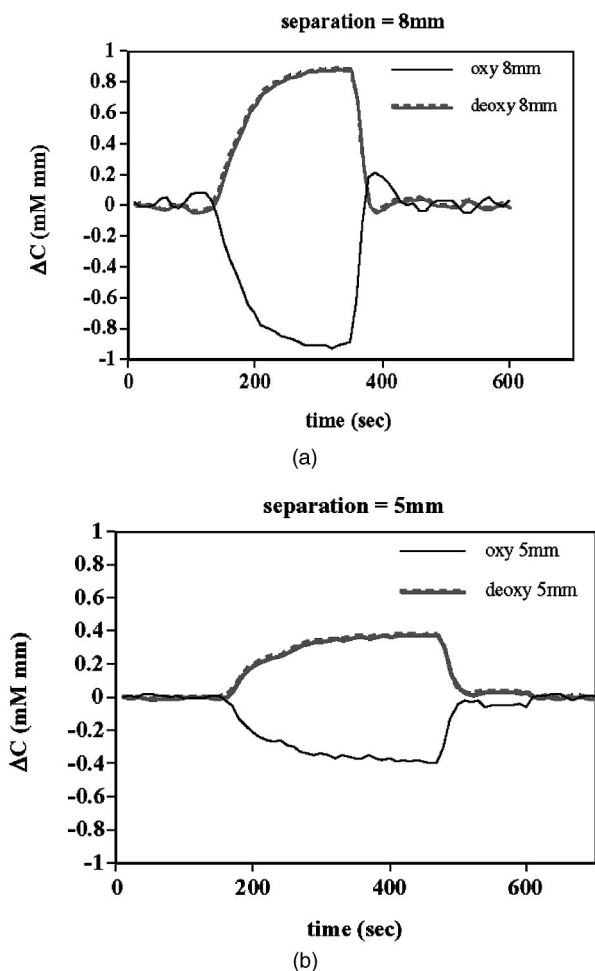 separation = 8mm
1
0.8
0.6
0.4
0.2
0
-0.2
-0.4
-0.6
-0.8
-1
ΔC (mM mm)
oxy 8mm
deoxy 8mm
0 200 400 600
time (sec)
(a)
separation = 5mm
1
0.8
0.6
0.4
0.2
0
-0.2
-0.4
-0.6
-0.8
-1
ΔC (mM mm)
oxy 5mm
deoxy 5mm
0 200 400 600
time (sec)
(b)